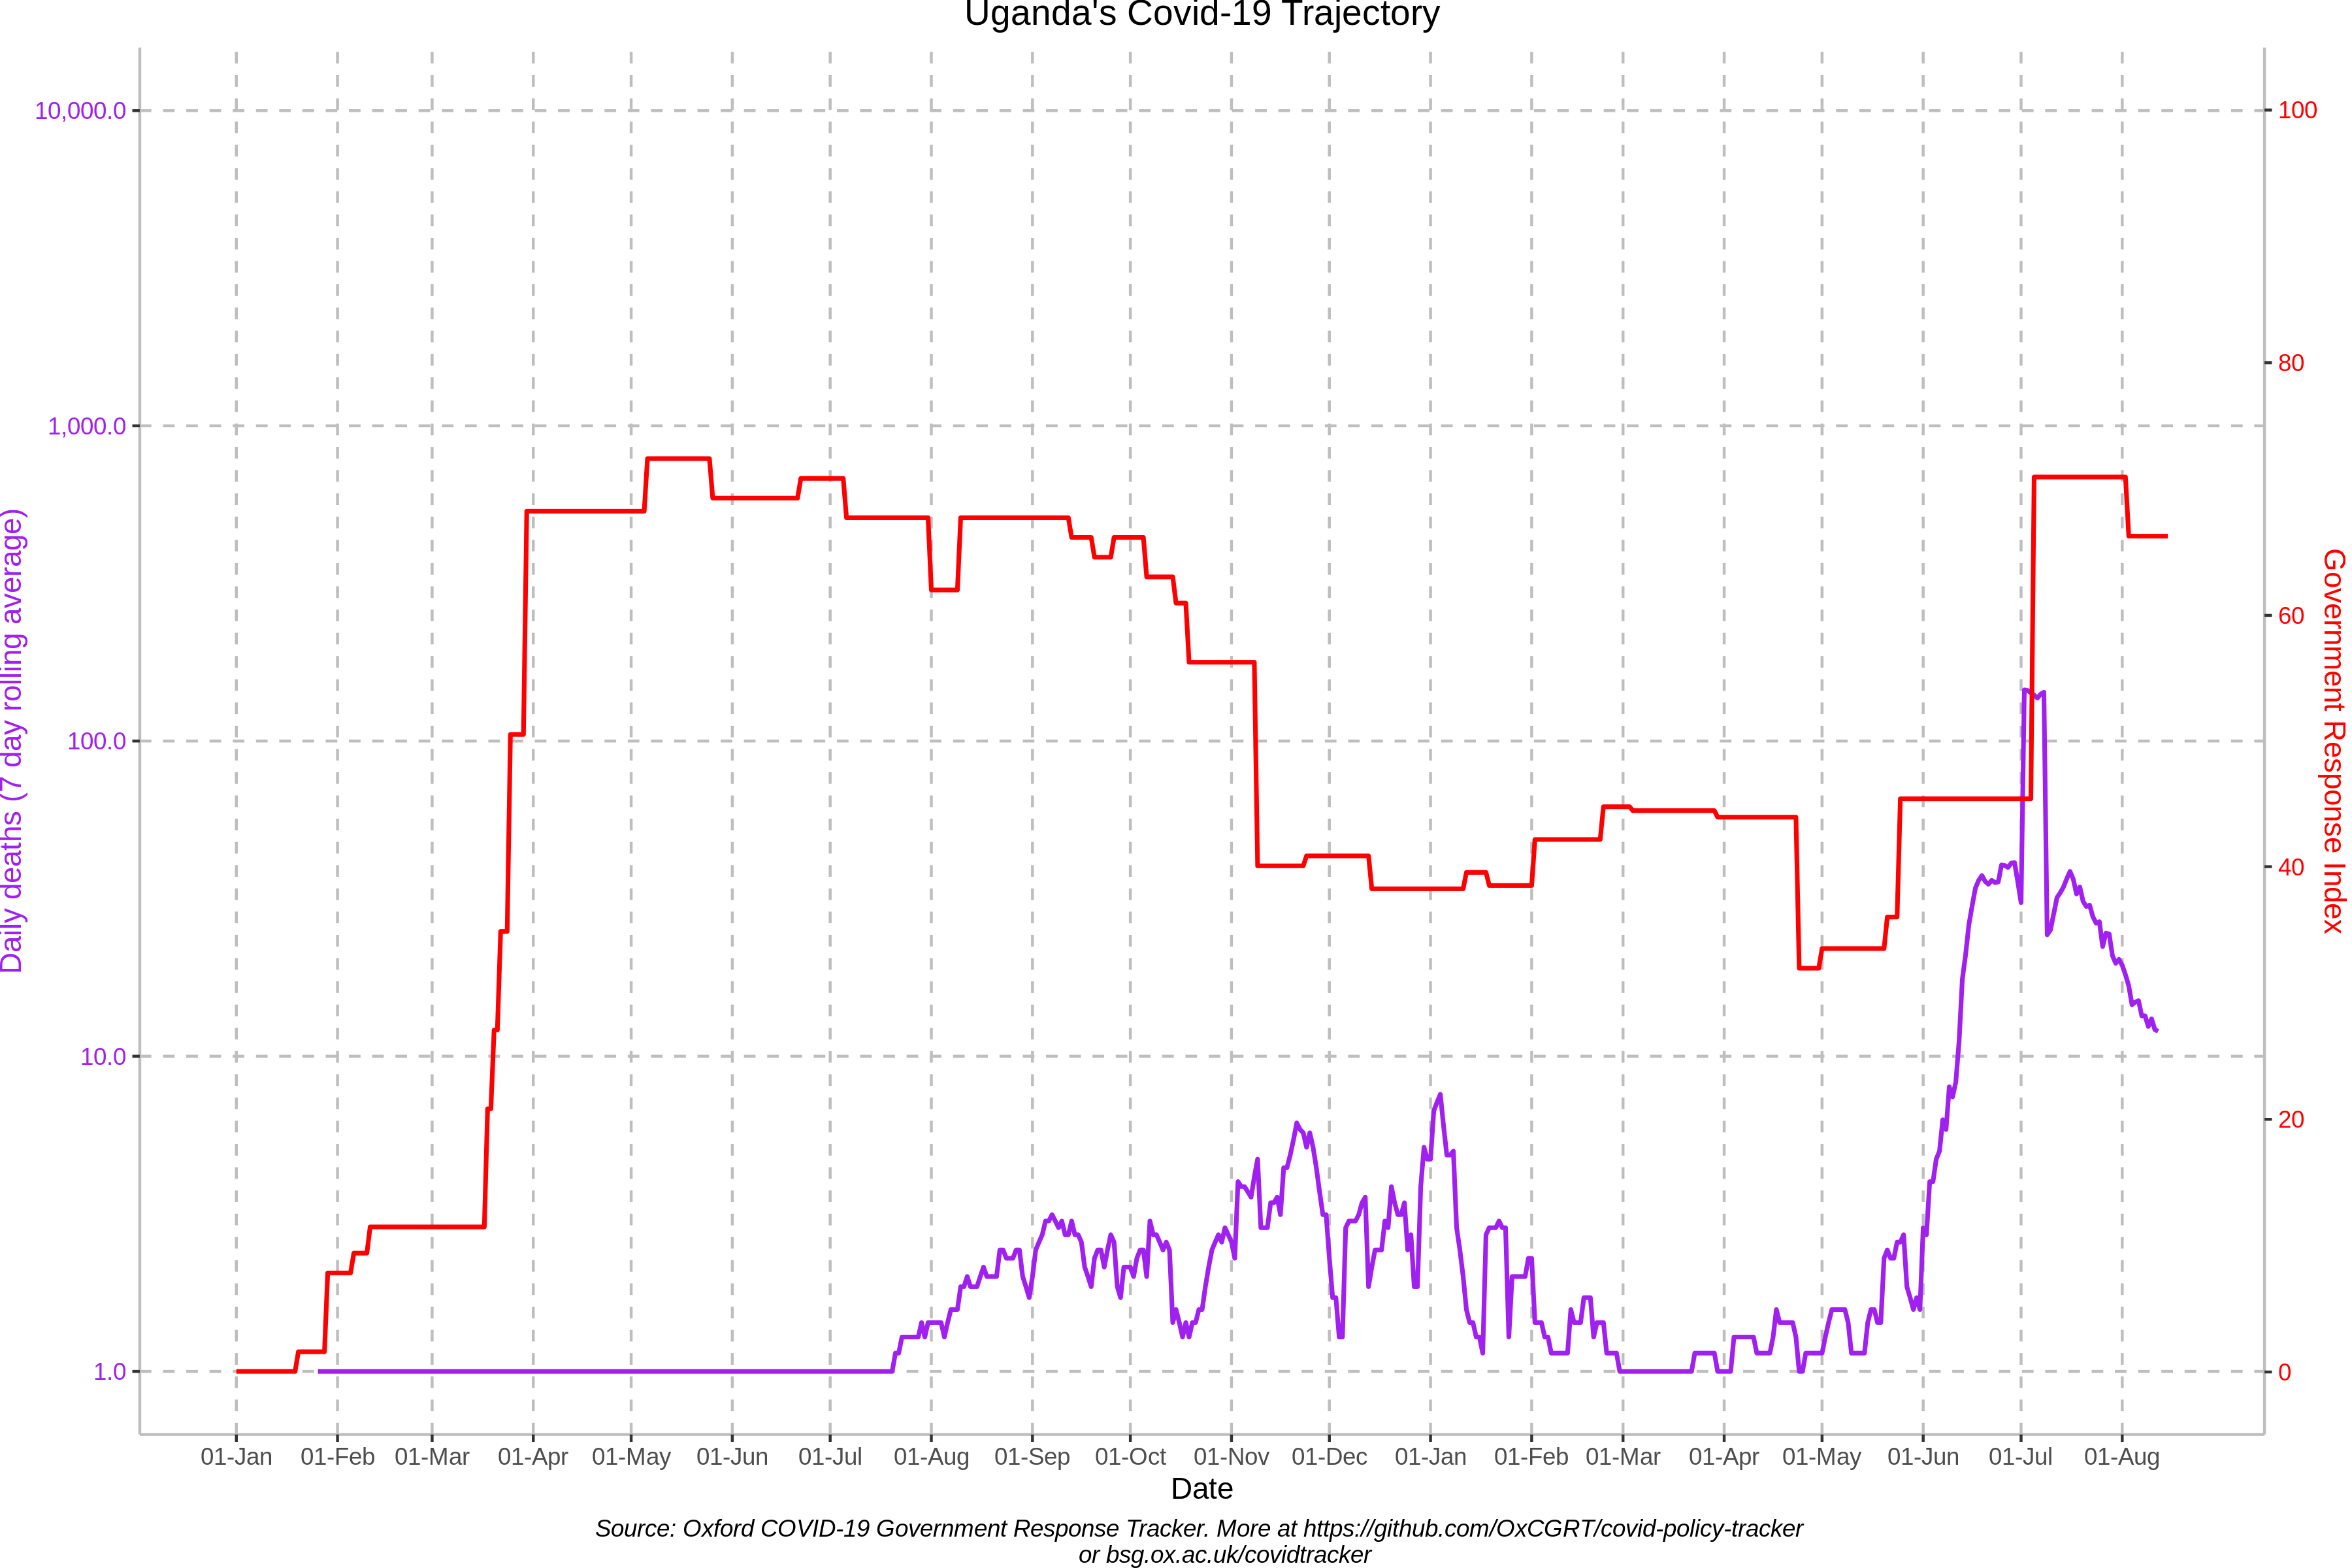 Uganda's Covid-19 Trajectory
10,000.0
1,000.0
100.0
10.0
1.0
Daily deaths (7 day rolling average)
100
80
60
40
20
0
Government Response Index
01-Jan 01-Feb 01-Mar 01-Apr 01-May 01-Jun 01-Jul 01-Aug 01-Sep 01-Oct 01-Nov 01-Dec 01-Jan 01-Feb 01-Mar 01-Apr 01-May 01-Jun 01-Jul 01-Aug
Date
Source: Oxford COVID-19 Government Response Tracker. More at https://github.com/OxCGRT/covid-policy-tracker
or bsg.ox.ac.uk/covidtracker